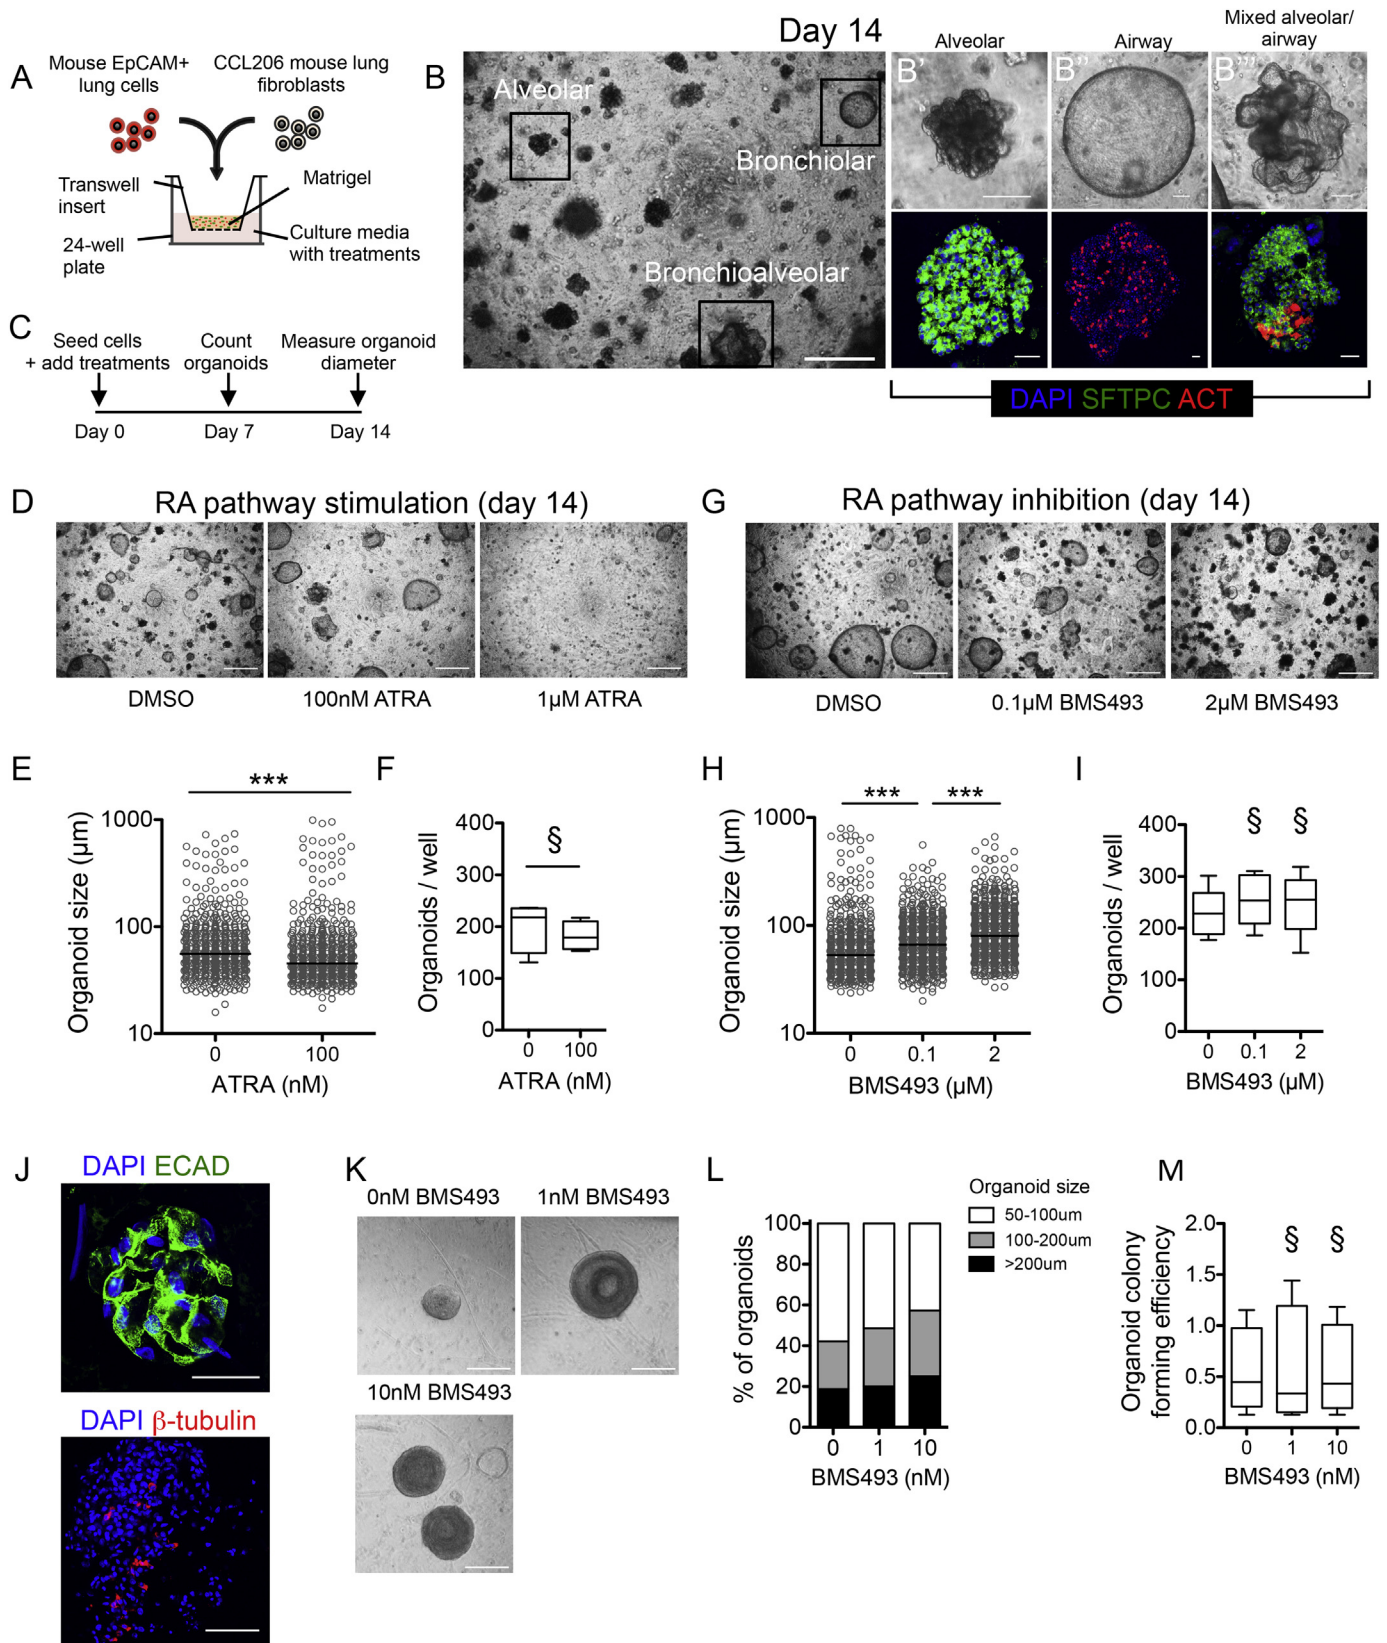 A
Mouse EpCAM+
lung cells
CCL206 mouse lung
fibroblasts
Transwell
insert
Matrigel
24-well
plate
Culture media
with treatments
B
Day 14
Alveolar
Bronchiolar
Bronchioalveolar
Alveolar
Airway
Mixed alveolar/
airway
B'
B''
B'''
DAPI SFTPC ACT
C
Seed cells
+ add treatments
Count
organoids
Measure organoid
diameter
Day 0
Day 7
Day 14
D
RA pathway stimulation (day 14)
DMSO
100nM ATRA
1µM ATRA
G
RA pathway inhibition (day 14)
DMSO
0.1µM BMS493
2µM BMS493
E
***
Organoid size (µm)
1000
100
10
0
100
ATRA (nM)
F
§
Organoids / well
400
300
200
100
0
0
100
ATRA (nM)
H
***
***
Organoid size (µm)
1000
100
10
0
0.1
2
BMS493 (µM)
I
§
§
Organoids / well
400
300
200
100
0
0
0.1
2
BMS493 (µM)
J
DAPI ECAD
DAPI β-tubulin
K
0nM BMS493
1nM BMS493
10nM BMS493
L
Organoid size
50-100um
100-200um
>200um
% of organoids
100
80
60
40
20
0
0
1
10
BMS493 (nM)
M
§
§
Organoid colony
forming efficiency
2.0
1.5
1.0
0.5
0.0
0
1
10
BMS493 (nM)